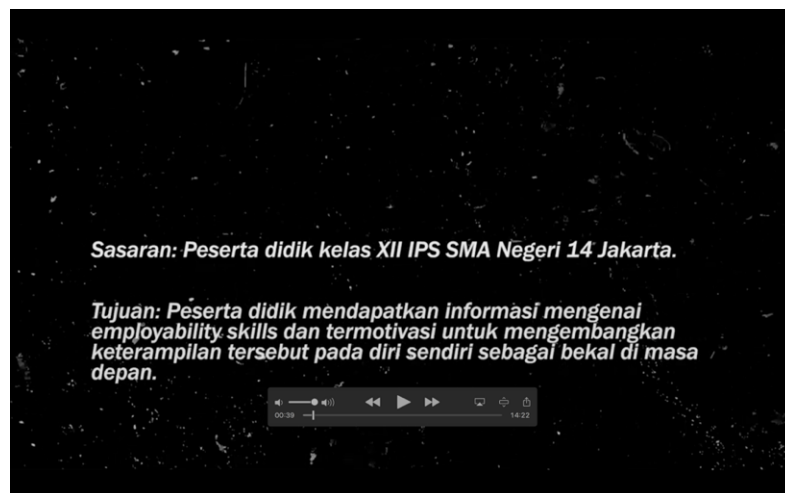 Sasaran: Peserta didik kelas XII IPS SMA Negeri 14 Jakarta.
Tujuan: Peserta didik mendapatkan informasi mengenai
employability skills dan termotivasi untuk mengembangkan
keterampilan tersebut pada diri sendiri sebagai bekal di masa
depan.
00:39
14:22